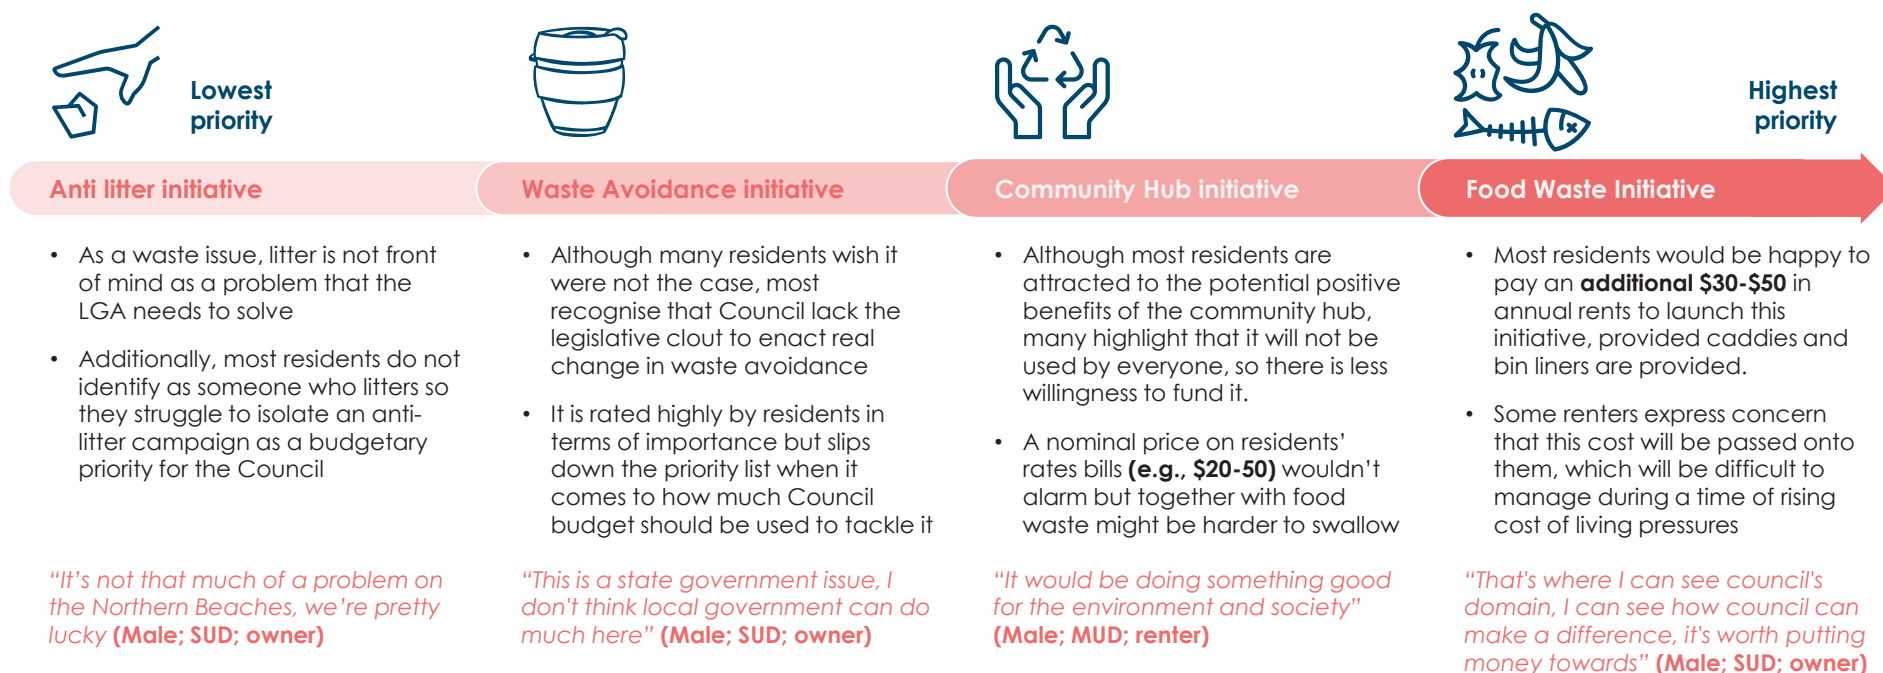 Lowest
priority
Highest
priority
Anti litter initiative
Waste Avoidance initiative
Community Hub initiative
Food Waste Initiative
• As a waste issue, litter is not front
of mind as a problem that the
LGA needs to solve
• Additionally, most residents do not
identify as someone who litters so
they struggle to isolate an anti-
litter campaign as a budgetary
priority for the Council
“It’s not that much of a problem on
the Northern Beaches, we’re pretty
lucky (Male; SUD; owner)
• Although many residents wish it
were not the case, most
recognise that Council lack the
legislative clout to enact real
change in waste avoidance
• It is rated highly by residents in
terms of importance but slips
down the priority list when it
comes to how much Council
budget should be used to tackle it
“This is a state government issue, I
don't think local government can do
much here” (Male; SUD; owner)
• Although most residents are
attracted to the potential positive
benefits of the community hub,
many highlight that it will not be
used by everyone, so there is less
willingness to fund it.
• A nominal price on residents’
rates bills (e.g., $20-50) wouldn’t
alarm but together with food
waste might be harder to swallow
“It would be doing something good
for the environment and society”
(Male; MUD; renter)
• Most residents would be happy to
pay an additional $30-$50 in
annual rents to launch this
initiative, provided caddies and
bin liners are provided.
• Some renters express concern
that this cost will be passed onto
them, which will be difficult to
manage during a time of rising
cost of living pressures
“That's where I can see council's
domain, I can see how council can
make a difference, it's worth putting
money towards” (Male; SUD; owner)